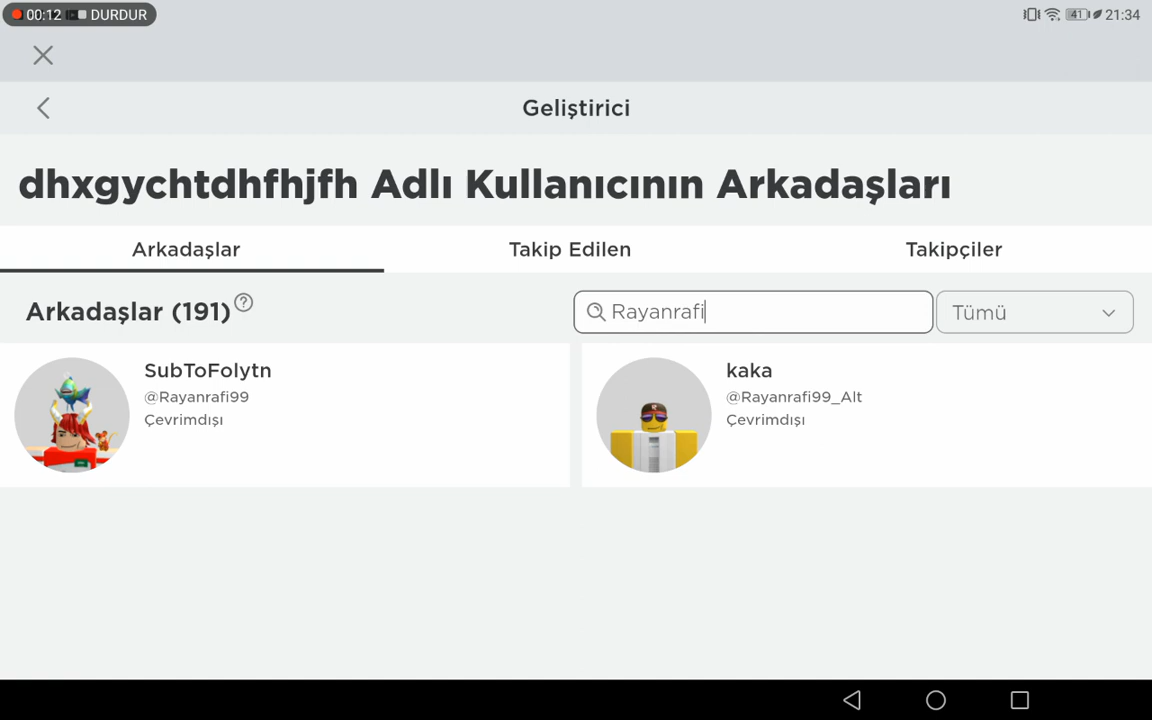 00:12 DURDUR
41 21:34
Geliştirici
dhxgychtdhfhjfh Adlı Kullanıcının Arkadaşları
Arkadaşlar Takip Edilen Takipçiler
Arkadaşlar (191) ? Rayanrafi Tümü
SubToFolytn
@Rayanrafi99
Çevrimdışı
kaka
@Rayanrafi99_Alt
Çevrimdışı